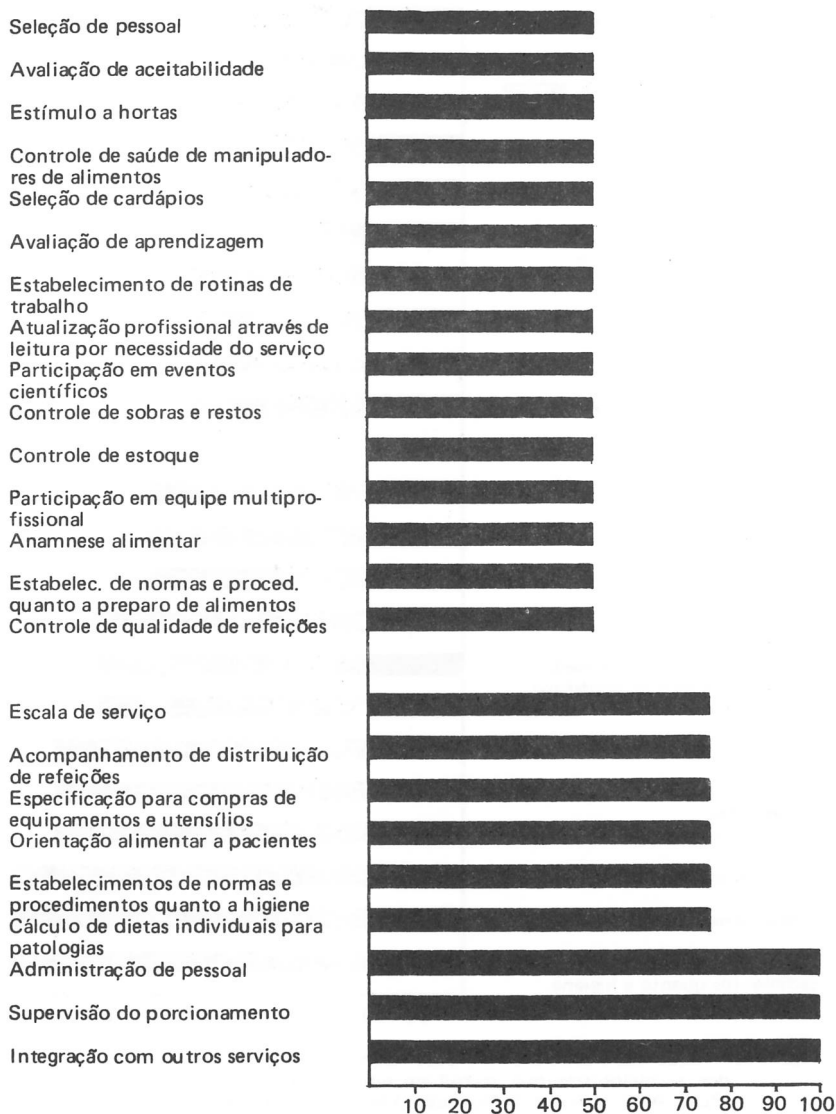 Seleção de pessoal
Avaliação de aceitabilidade
Estímulo a hortas
Controle de saúde de manipulado-
res de alimentos
Seleção de cardápios
Avaliação de aprendizagem
Estabelecimento de rotinas de
trabalho
Atualização profissional através de
leitura por necessidade do serviço
Participação em eventos
científicos
Controle de sobras e restos
Controle de estoque
Participação em equipe multipro-
fissional
Anamnese alimentar
Estabelec. de normas e proced.
quanto a preparo de alimentos
Controle de qualidade de refeições
Escala de serviço
Acompanhamento de distribuição
de refeições
Especificação para compras de
equipamentos e utensílios
Orientação alimentar a pacientes
Estabelecimentos de normas e
procedimentos quanto a higiene
Cálculo de dietas individuais para
patologias
Administração de pessoal
Supervisão do porcionamento
Integração com outros serviços
10 20 30 40 50 60 70 80 90 100